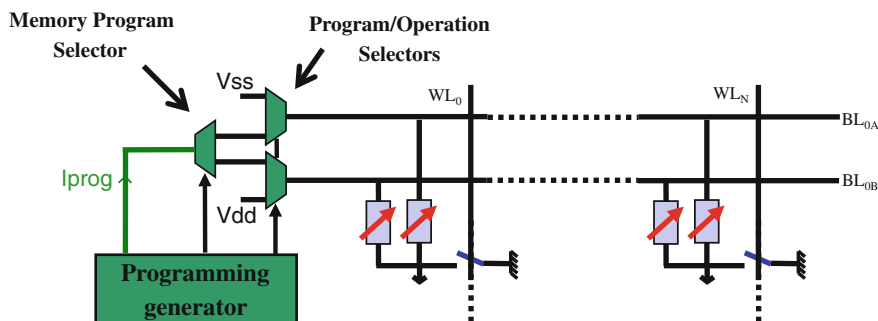 Memory Program
Selector
Program/Operation
Selectors
Vss
WL0
WLN
BL0A
Iprog
BL0B
Vdd
Programming
generator